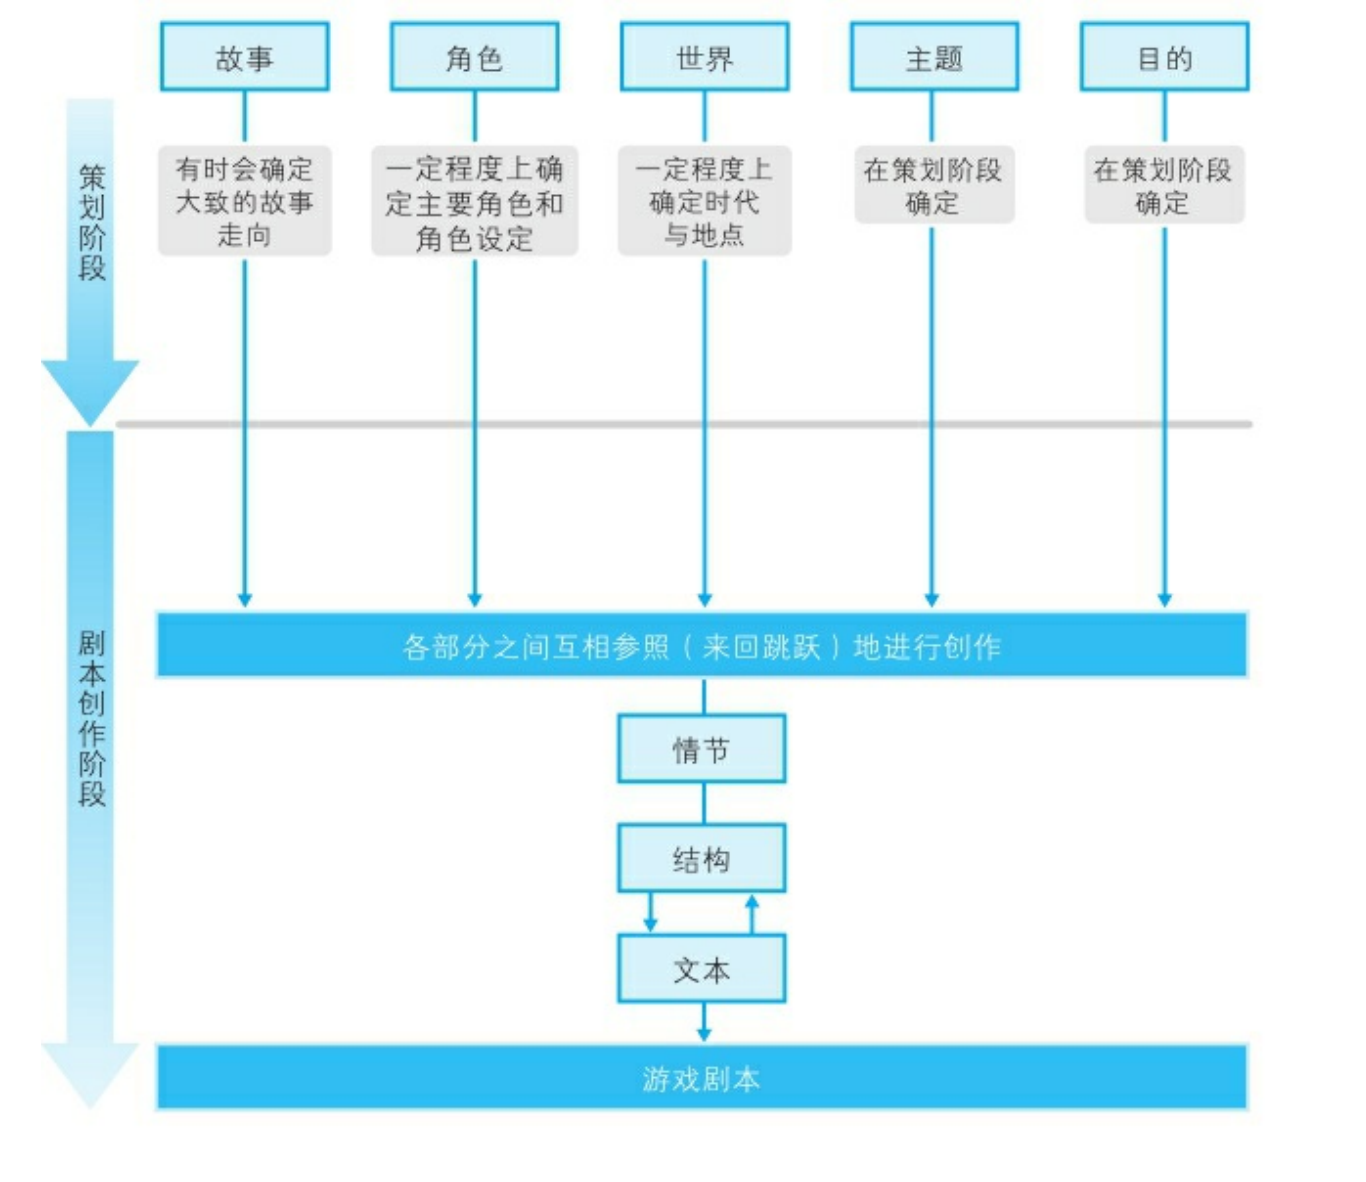 故事
角色
世界
主题
目的
策划阶段
有时会确定
大致的故事
走向
一定程度上确
定主要角色和
角色设定
一定程度上
确定时代
与地点
在策划阶段
确定
在策划阶段
确定
剧本创作阶段
各部分之间互相参照（来回跳跃）地进行创作
情节
结构
文本
游戏剧本